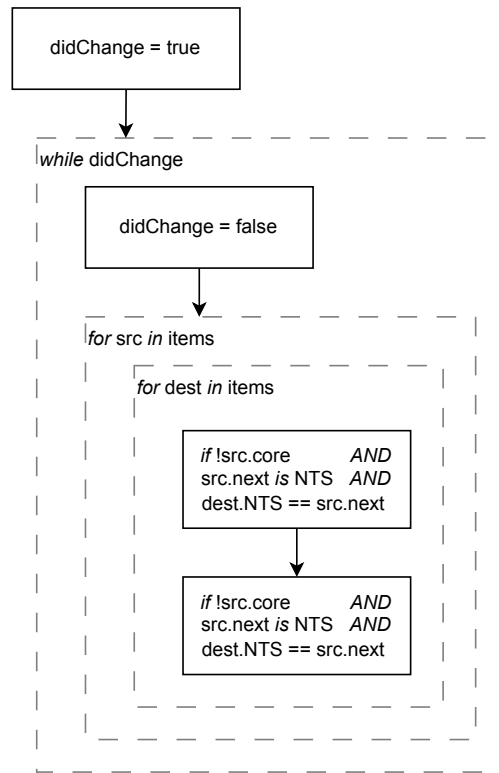 didChange = true
while didChange
didChange = false
for src in items
for dest in items
if !src.core AND
src.next is NTS AND
dest.NTS == src.next
if !src.core AND
src.next is NTS AND
dest.NTS == src.next